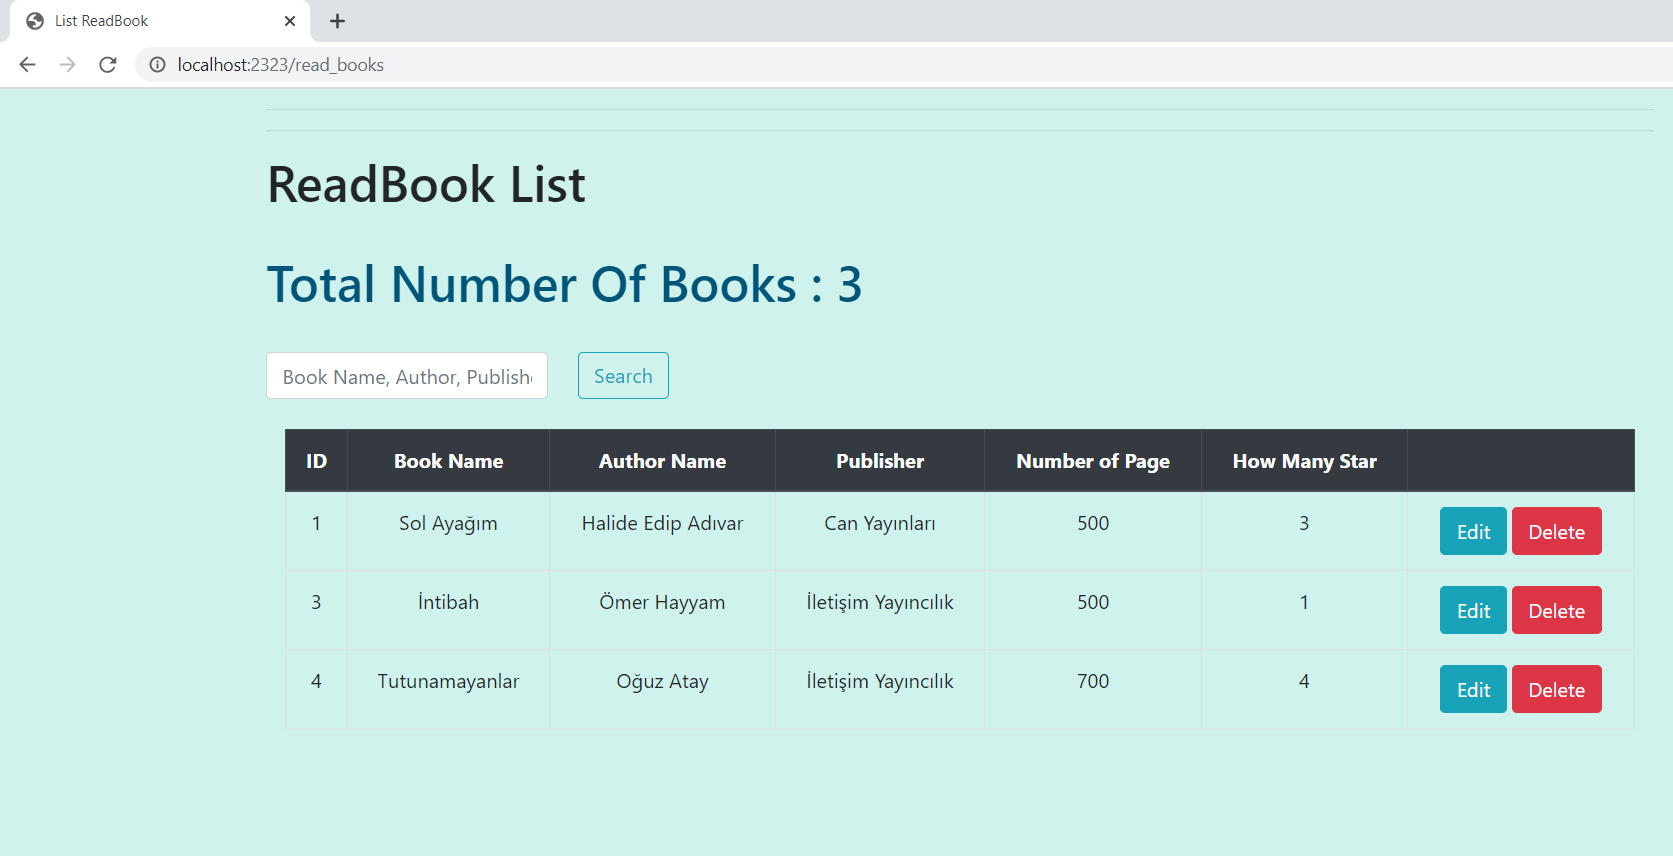 List ReadBook
localhost:2323/read_books
ReadBook List
Total Number Of Books : 3
Book Name, Author, Publish Search
ID Book Name Author Name Publisher Number of Page How Many Star
1 Sol Ayağım Halide Edip Adıvar Can Yayınları 500 3 Edit Delete
3 İntibah Ömer Hayyam İletişim Yayıncılık 500 1 Edit Delete
4 Tutunamayanlar Oğuz Atay İletişim Yayıncılık 700 4 Edit Delete